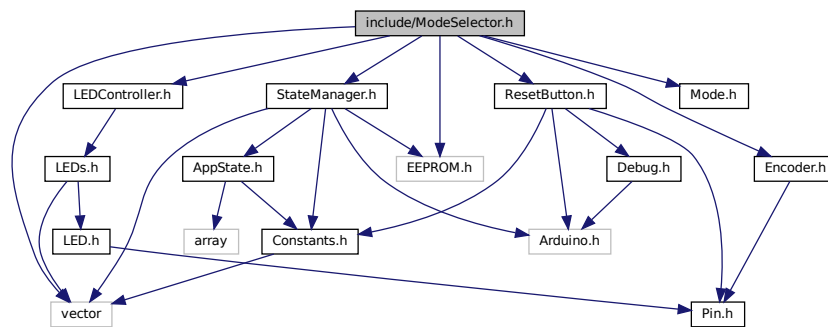 include/ModeSelector.h
LEDController.h
StateManager.h
ResetButton.h
Mode.h
LEDs.h
AppState.h
EEPROM.h
Debug.h
Encoder.h
LED.h
array
Constants.h
Arduino.h
vector
Pin.h